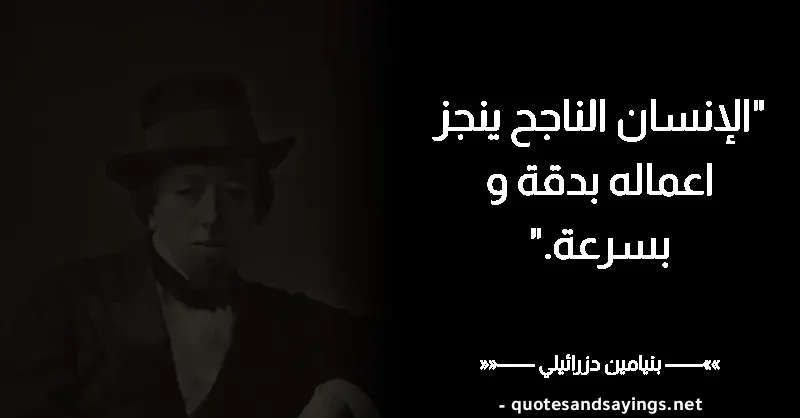 "الإنسان الناجح ينجز
اعماله بدقة و
بسرعة."
»»—— بنيامين دزرائيلي ——««
- quotesandsayings.net